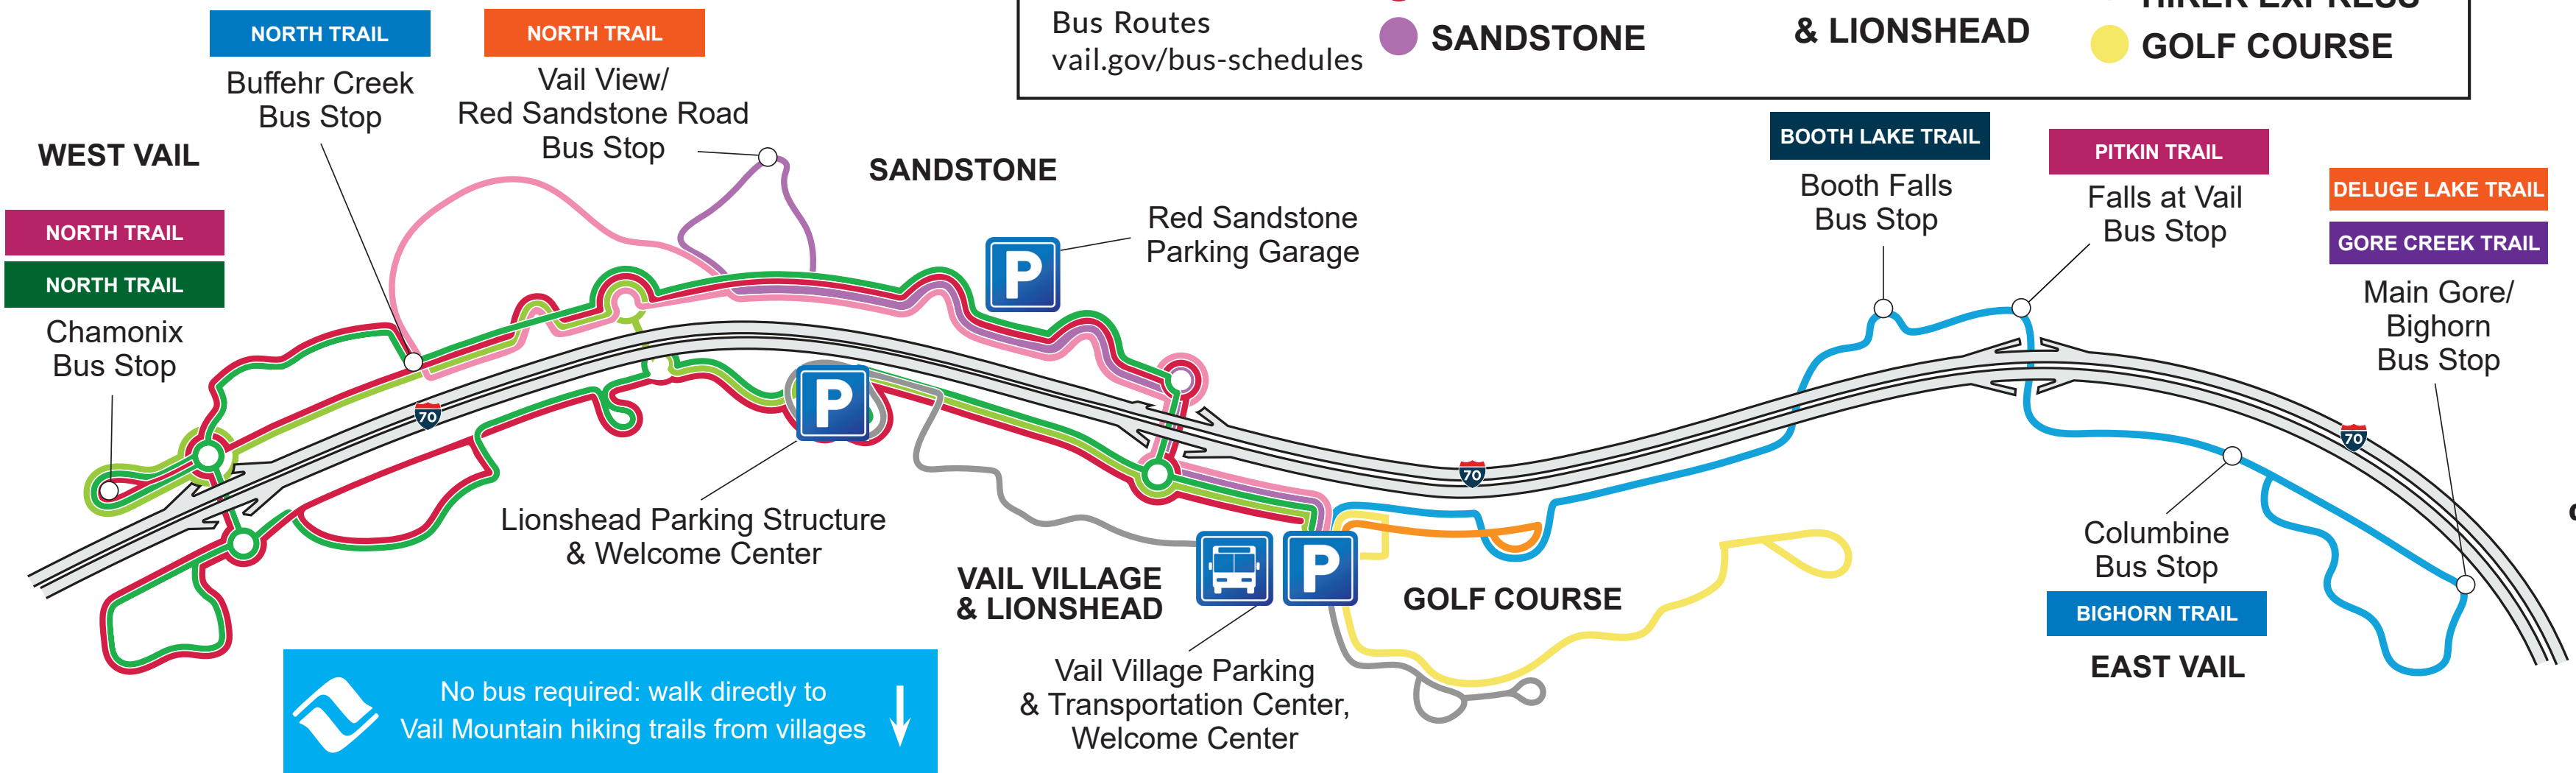 Bus Routes
vail.gov/bus-schedules
SANDSTONE
& LIONSHEAD
HIKER EXPRESS
GOLF COURSE
NORTH TRAIL
Buffehr Creek
Bus Stop
NORTH TRAIL
Vail View/
Red Sandstone Road
Bus Stop
WEST VAIL
SANDSTONE
NORTH TRAIL
NORTH TRAIL
Chamonix
Bus Stop
Red Sandstone
Parking Garage
P
BOOTH LAKE TRAIL
Booth Falls
Bus Stop
PITKIN TRAIL
Falls at Vail
Bus Stop
DELUGE LAKE TRAIL
GORE CREEK TRAIL
Main Gore/
Bighorn
Bus Stop
70
P
70
70
Lionshead Parking Structure
& Welcome Center
VAIL VILLAGE
& LIONSHEAD
P
GOLF COURSE
Columbine
Bus Stop
BIGHORN TRAIL
EAST VAIL
Vail Village Parking
& Transportation Center,
Welcome Center
No bus required: walk directly to
Vail Mountain hiking trails from villages